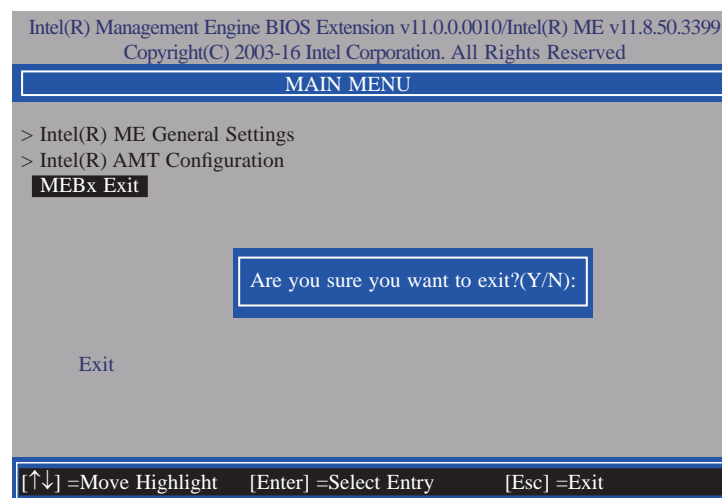 Intel(R) Management Engine BIOS Extension v11.0.0.0010/Intel(R) ME v11.8.50.3399
Copyright(C) 2003-16 Intel Corporation. All Rights Reserved
MAIN MENU
> Intel(R) ME General Settings
> Intel(R) AMT Configuration
MEBx Exit
Are you sure you want to exit?(Y/N):
Exit
[↑↓] =Move Highlight [Enter] =Select Entry [Esc] =Exit